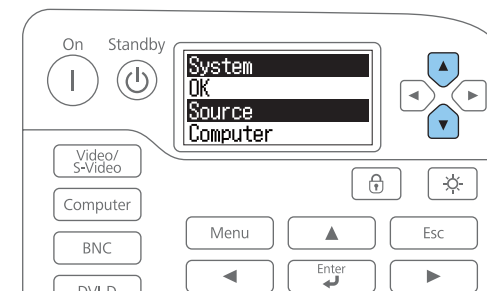 On
Standby
System
OK
Source
Computer
Video/
S-Video
Computer
BNC
Menu
Esc
Enter